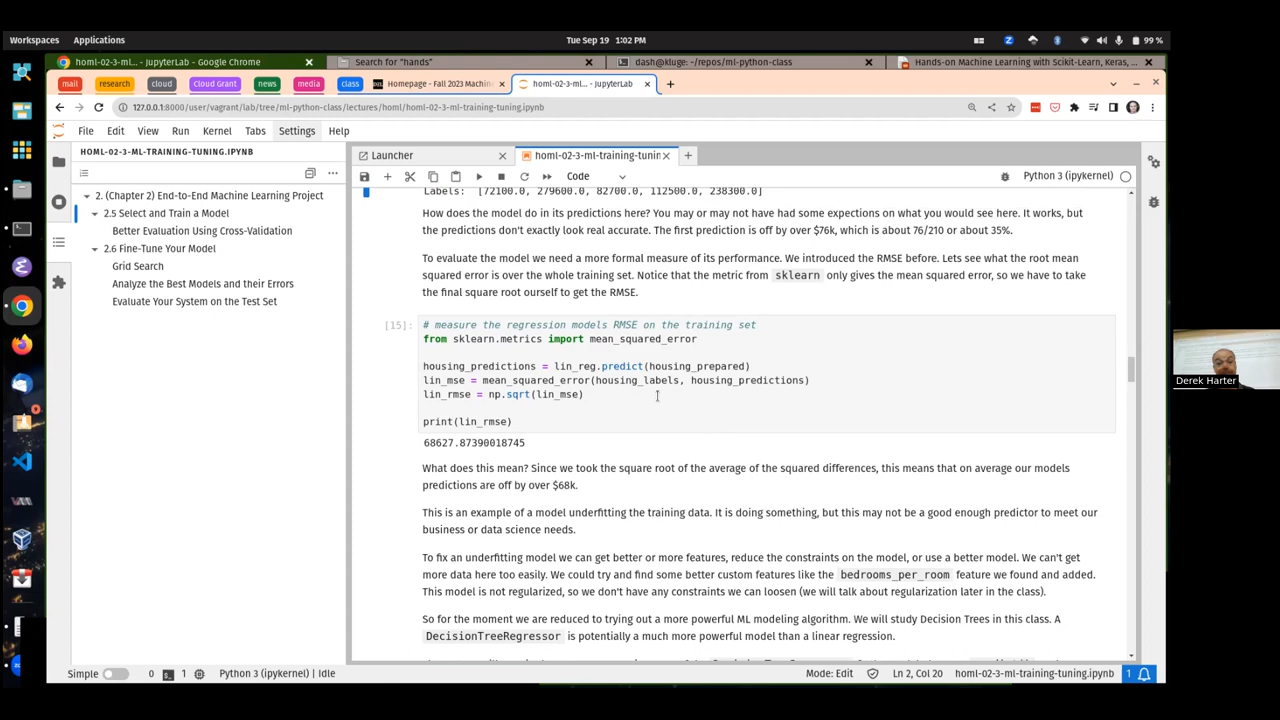 Workspaces Applications Tue Sep 19 1:02 PM 99 %
homl-02-3-ml... - JupyterLab - Google Chrome Search for "hands" dash@kluge: ~/repos/ml-python-class Hands-on Machine Learning with Scikit-Learn, Keras, ...
mail research cloud Cloud Grant news media class Homepage - Fall 2023 Machin homl-02-3-ml... - JupyterLab
127.0.0.1:8000/user/vagrant/lab/tree/ml-python-class/lectures/homl/homl-02-3-ml-training-tuning.ipynb
File Edit View Run Kernel Tabs Settings Help
HOML-02-3-ML-TRAINING-TUNING.IPYNB
2. (Chapter 2) End-to-End Machine Learning Project
2.5 Select and Train a Model
Better Evaluation Using Cross-Validation
2.6 Fine-Tune Your Model
Grid Search
Analyze the Best Models and their Errors
Evaluate Your System on the Test Set
Launcher homl-02-3-ml-training-tunin
Code Python 3 (ipykernel)
Labels: [72100.0, 279600.0, 82700.0, 112500.0, 238300.0]
How does the model do in its predictions here? You may or may not have had some expections on what you would see here. It works, but
the predictions don't exactly look real accurate. The first prediction is off by over $76k, which is about 76/210 or about 35%.
To evaluate the model we need a more formal measure of its performance. We introduced the RMSE before. Lets see what the root mean
squared error is over the whole training set. Notice that the metric from sklearn only gives the mean squared error, so we have to take
the final square root ourself to get the RMSE.
[15]: # measure the regression models RMSE on the training set
from sklearn.metrics import mean_squared_error
housing_predictions = lin_reg.predict(housing_prepared)
lin_mse = mean_squared_error(housing_labels, housing_predictions)
lin_rmse = np.sqrt(lin_mse)
print(lin_rmse)
68627.87390018745
What does this mean? Since we took the square root of the average of the squared differences, this means that on average our models
predictions are off by over $68k.
This is an example of a model underfitting the training data. It is doing something, but this may not be a good enough predictor to meet our
business or data science needs.
To fix an underfitting model we can get better or more features, reduce the constraints on the model, or use a better model. We can't get
more data here too easily. We could try and find some better custom features like the bedrooms_per_room feature we found and added.
This model is not regularized, so we don't have any constraints we can loosen (we will talk about regularization later in the class).
So for the moment we are reduced to trying out a more powerful ML modeling algorithm. We will study Decision Trees in this class. A
DecisionTreeRegressor is potentially a much more powerful model than a linear regression.
Simple 0 1 Python 3 (ipykernel) | Idle Mode: Edit Ln 2, Col 20 homl-02-3-ml-training-tuning.ipynb 1
Derek Harter